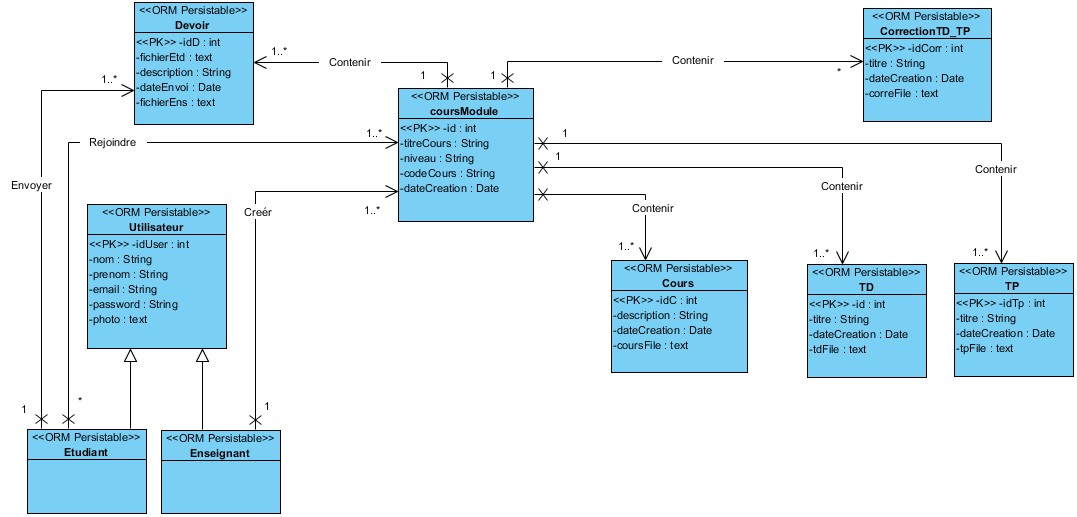 <<ORM Persistable>>
Devoir
<<PK>> -idD : int
-fichierEtd : text
-description : String
-dateEnvoi : Date
-fichierEns : text
<<ORM Persistable>>
CorrectionTD_TP
<<PK>> -idCorr : int
-titre : String
-dateCreation : Date
-correFile : text
1..*
Contenir
1
1
Contenir
*
1..*
<<ORM Persistable>>
coursModule
<<PK>> -id : int
-titreCours : String
-niveau : String
-codeCours : String
-dateCreation : Date
Rejoindre
1..*
1
Contenir
1
Contenir
Envoyer
Creér
1..*
Contenir
<<ORM Persistable>>
Utilisateur
<<PK>> -idUser : int
-nom : String
-prenom : String
-email : String
-password : String
-photo : text
1..*
1..*
1..*
<<ORM Persistable>>
Cours
<<PK>> -idC : int
-description : String
-dateCreation : Date
-coursFile : text
<<ORM Persistable>>
TD
<<PK>> -id : int
-titre : String
-dateCreation : Date
-tdFile : text
<<ORM Persistable>>
TP
<<PK>> -idTp : int
-titre : String
-dateCreation : Date
-tpFile : text
1
*
1
<<ORM Persistable>>
Etudiant
<<ORM Persistable>>
Enseignant